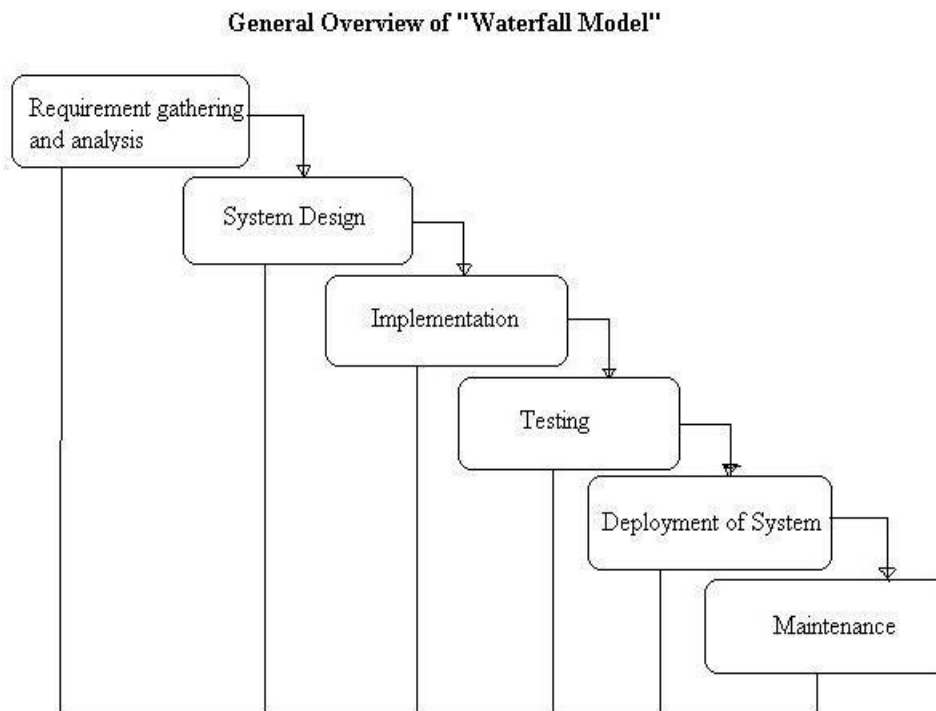 General Overview of "Waterfall Model"
Requirement gathering
and analysis
System Design
Implementation
Testing
Deployment of System
Maintenance